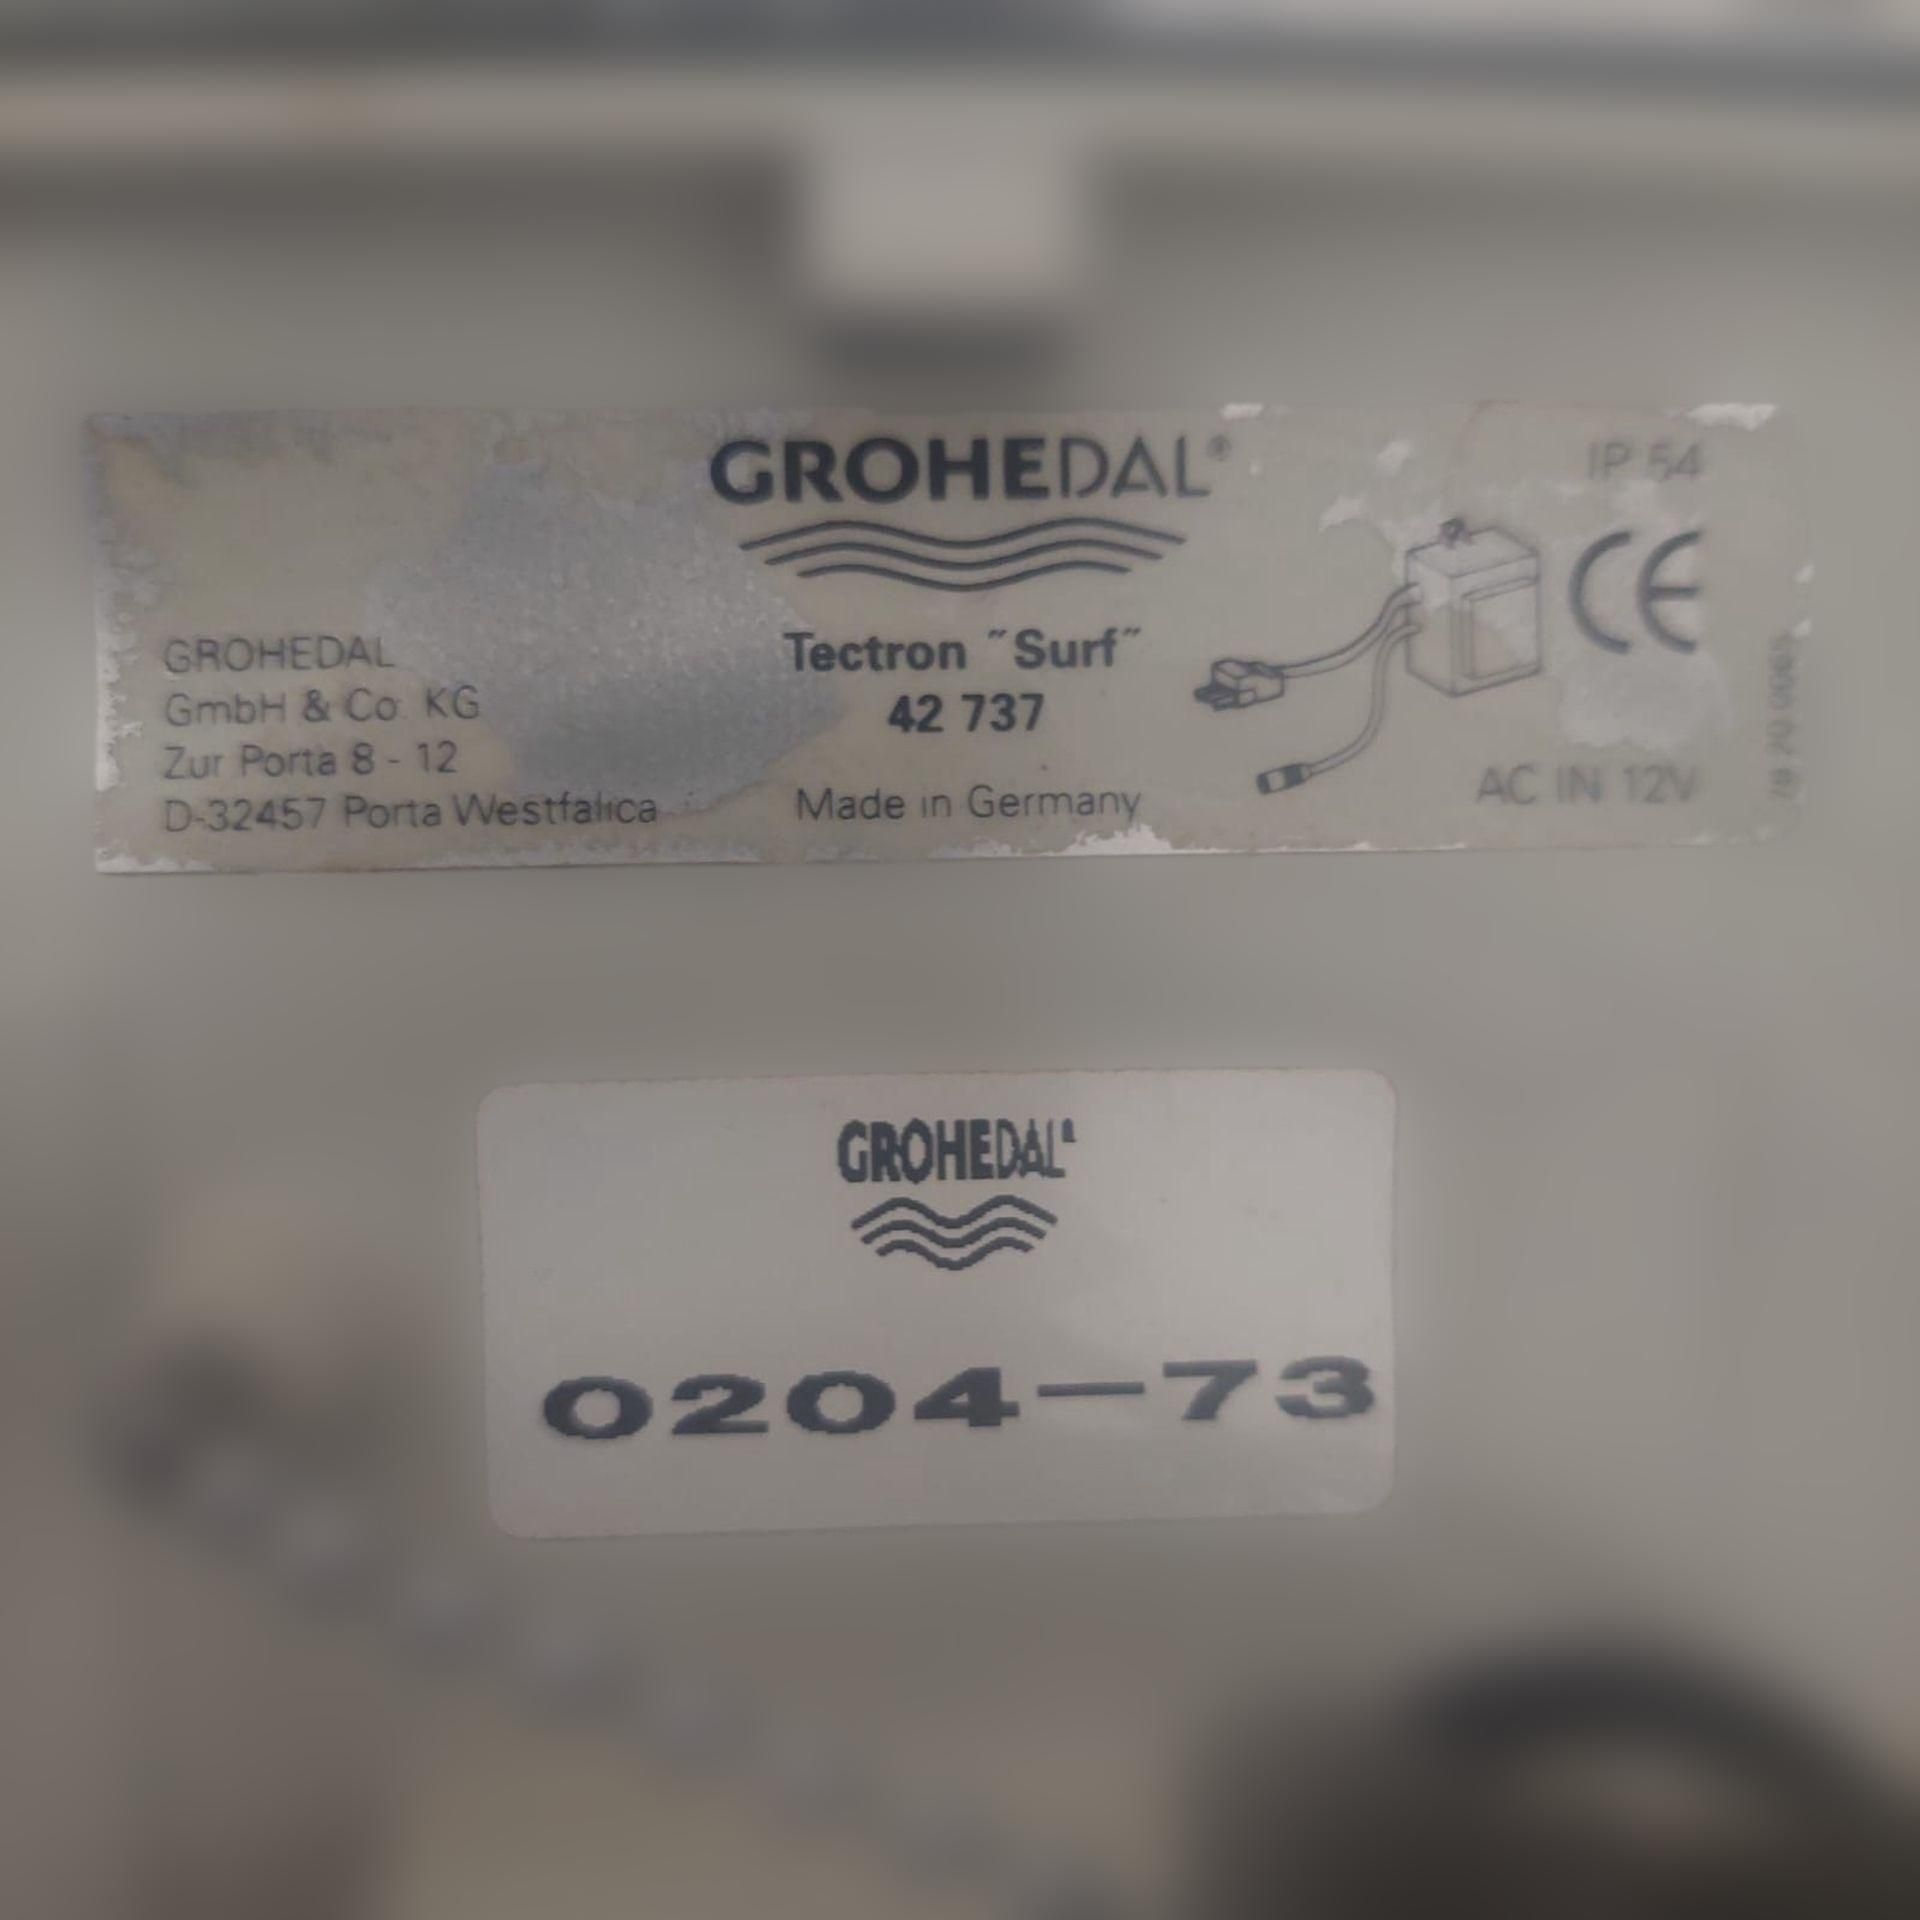 GROHEDAL®
IP 54
CE
GROHEDAL
GmbH & Co. KG
Zur Porta 8 - 12
D-32457 Porta Westfalica
Tectron "Surf"
42 737
Made in Germany
AC IN 12V
GROHEDAL
0204-73